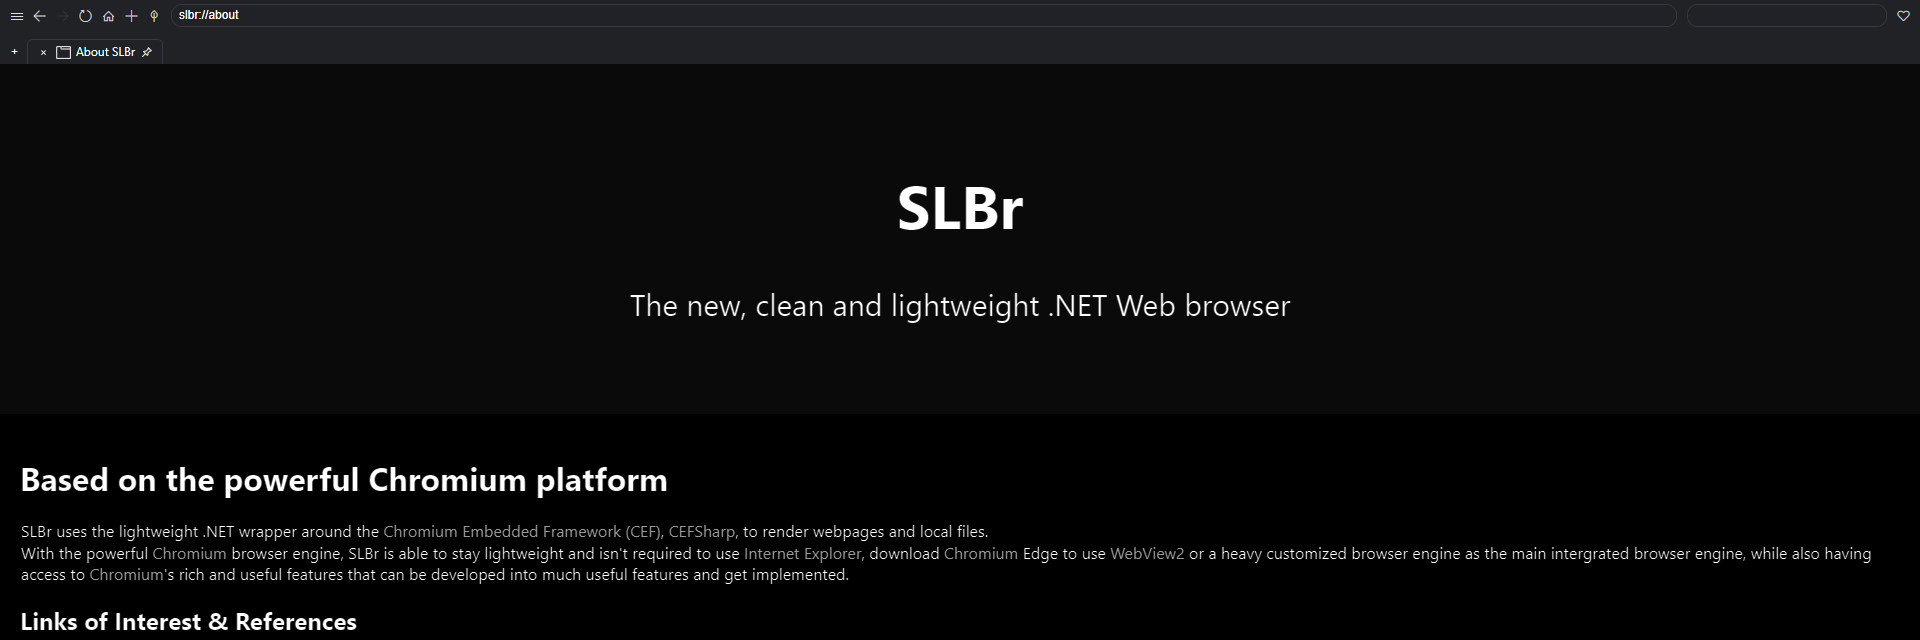 slbr://about
About SLBr
SLBr
The new, clean and lightweight .NET Web browser
Based on the powerful Chromium platform
SLBr uses the lightweight .NET wrapper around the Chromium Embedded Framework (CEF), CEFSharp, to render webpages and local files.
With the powerful Chromium browser engine, SLBr is able to stay lightweight and isn't required to use Internet Explorer, download Chromium Edge to use WebView2 or a heavy customized browser engine as the main intergrated browser engine, while also having
access to Chromium's rich and useful features that can be developed into much useful features and get implemented.
Links of Interest & References